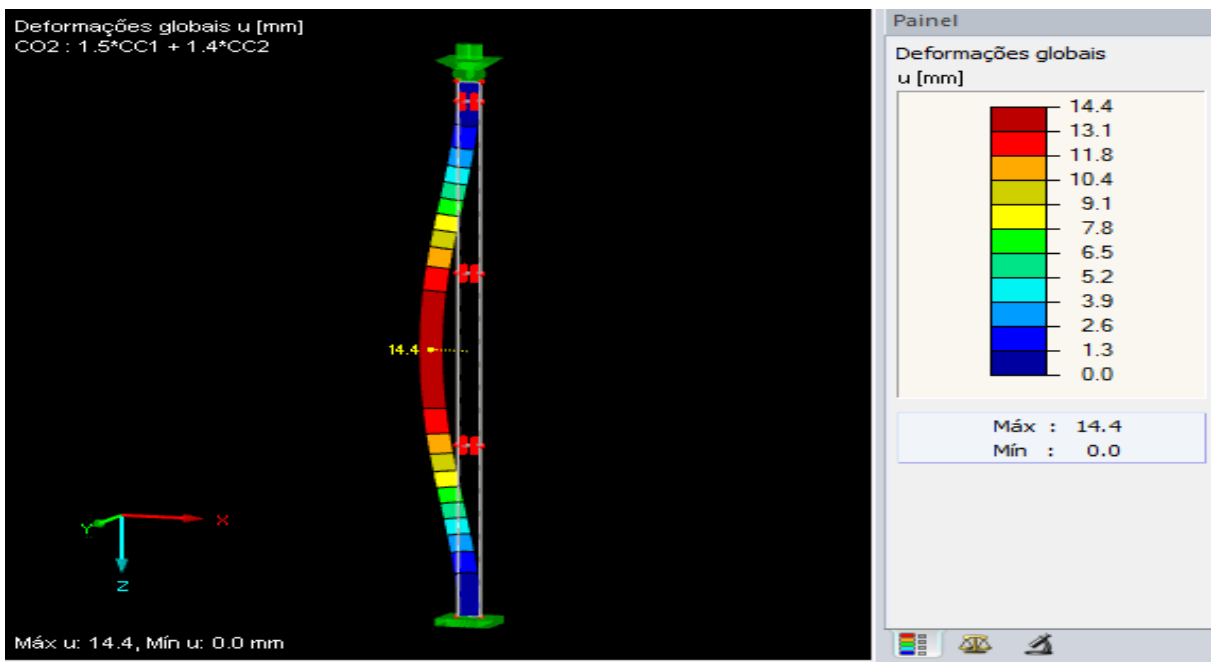 Deformações globais u [mm]
CO2 : 1.5*CC1 + 1.4*CC2
14.4
X
Y
Z
Máx u: 14.4, Mín u: 0.0 mm
Painel
Deformações globais
u [mm]
14.4
13.1
11.8
10.4
9.1
7.8
6.5
5.2
3.9
2.6
1.3
0.0
Máx : 14.4
Mín : 0.0